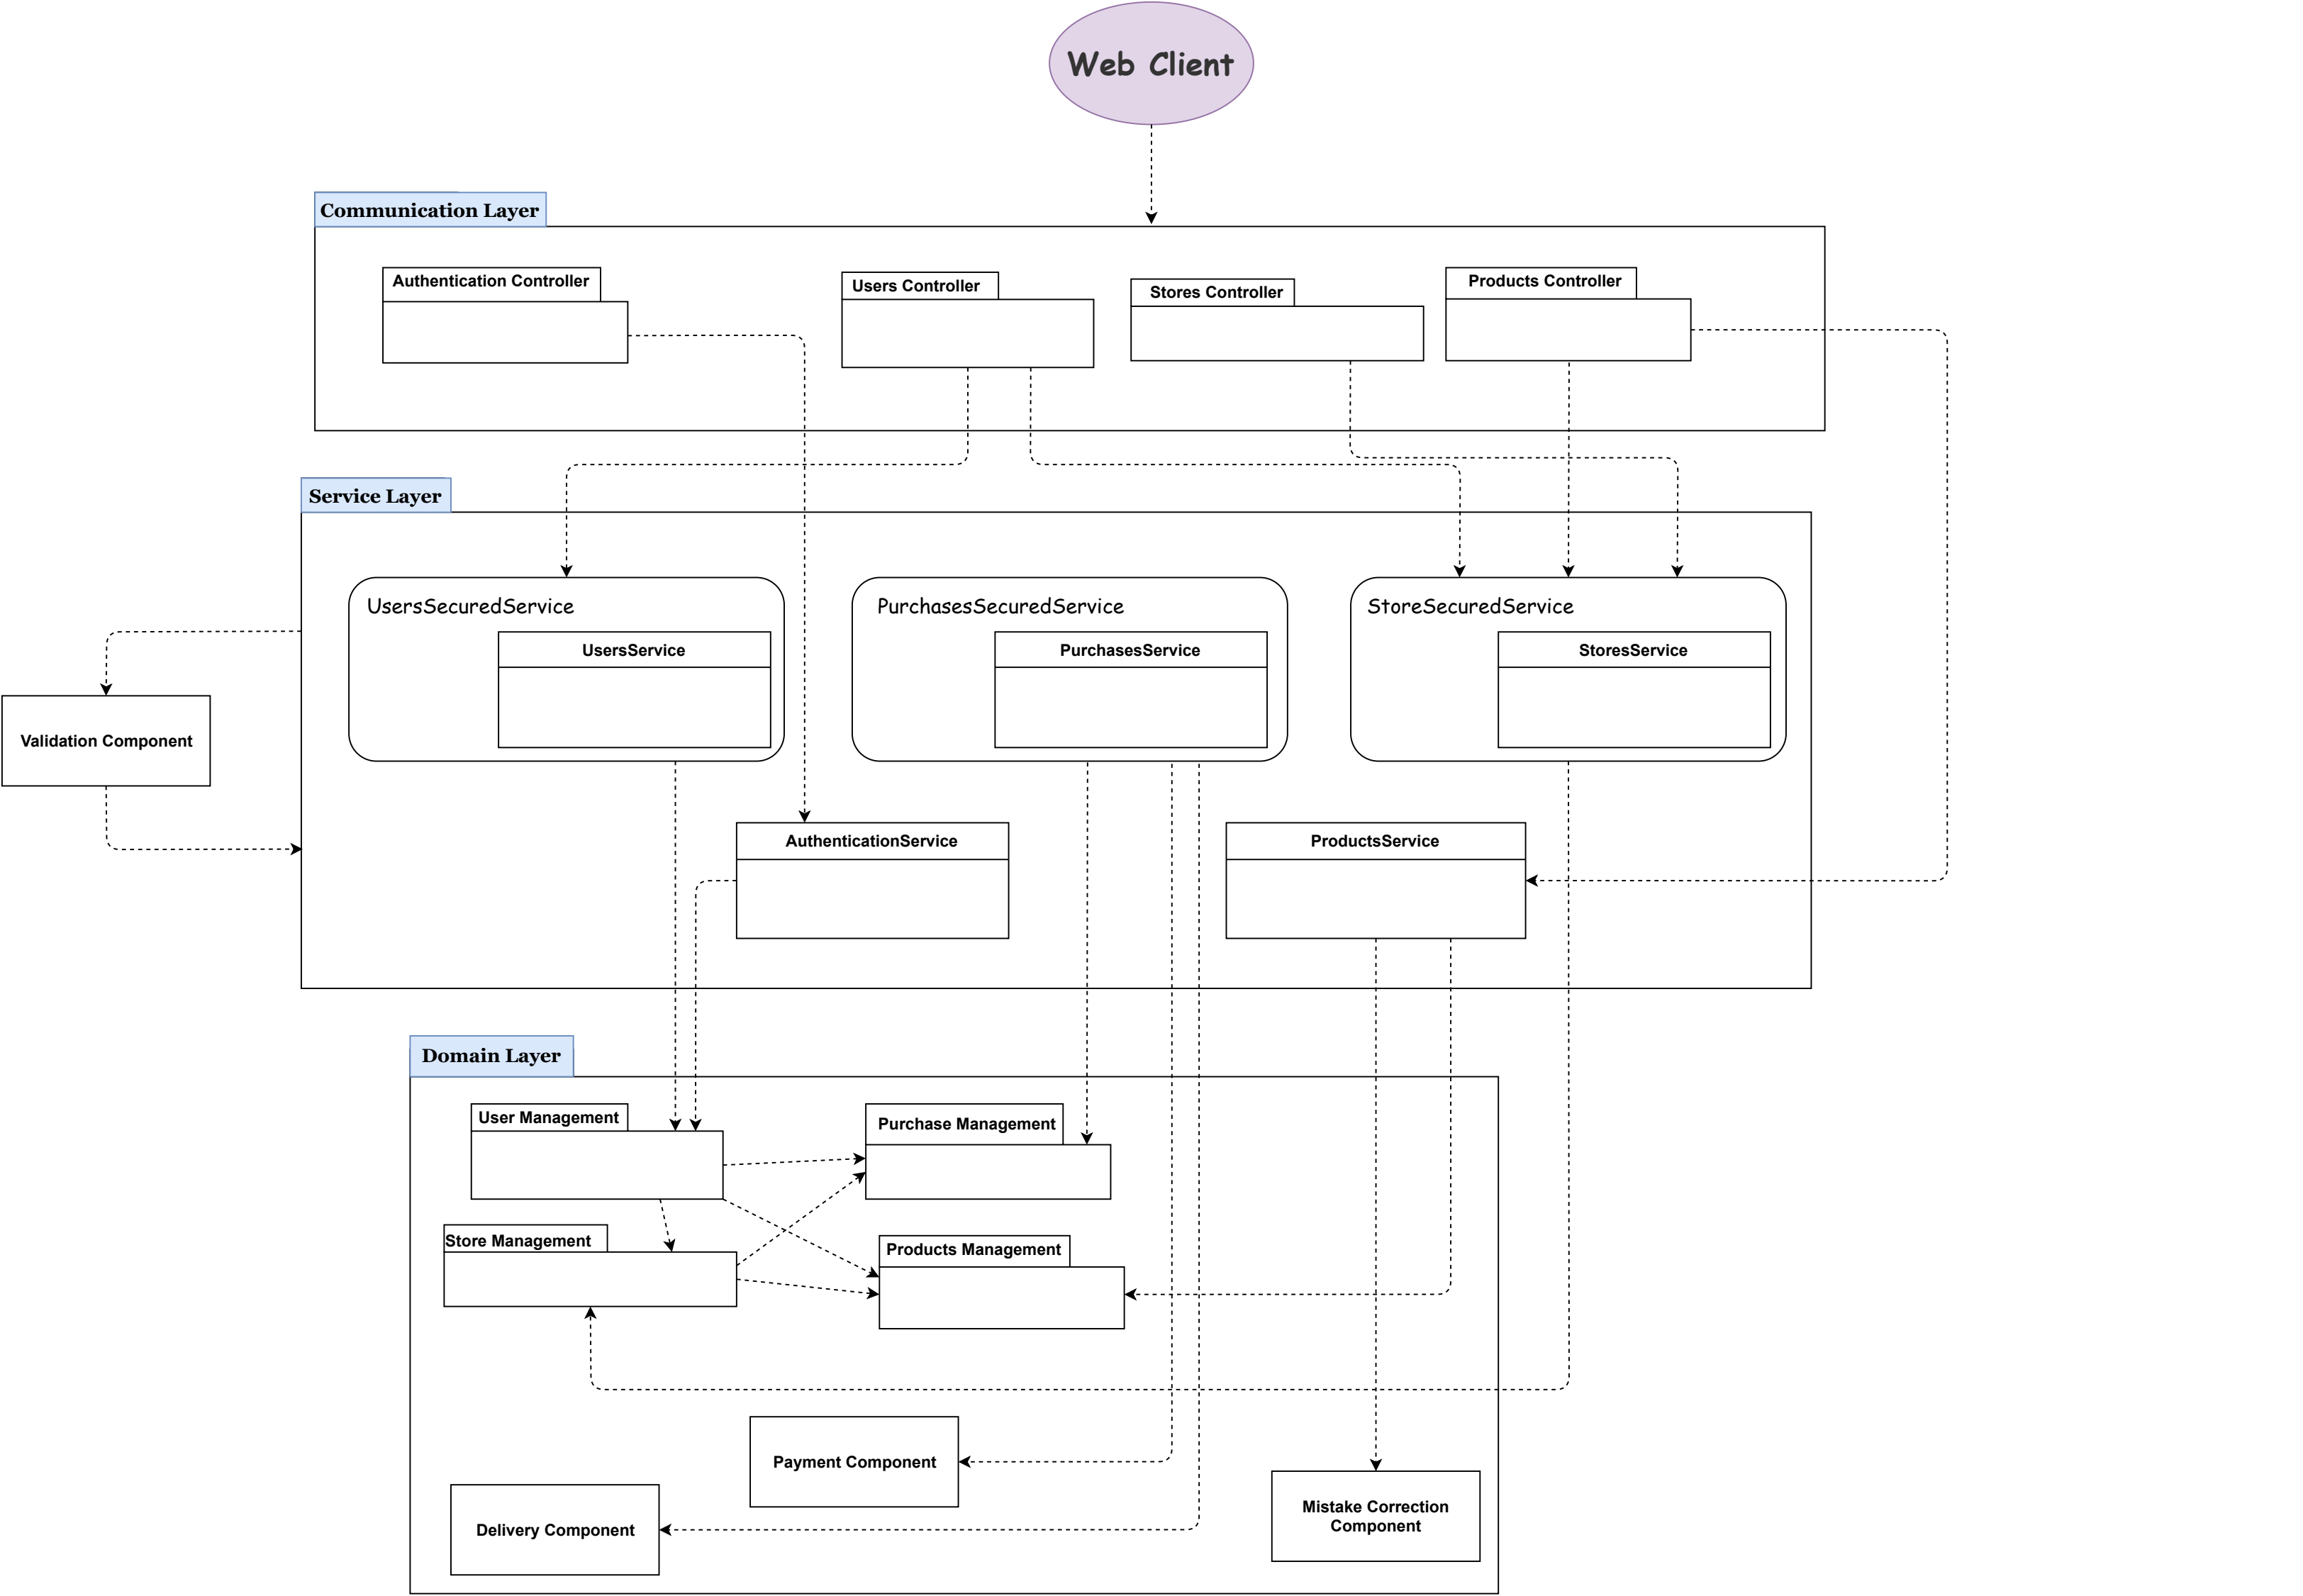 Web Client
Communication Layer
Authentication Controller
Users Controller
Stores Controller
Products Controller
Service Layer
UsersSecuredService
UsersService
PurchasesSecuredService
PurchasesService
StoreSecuredService
StoresService
Validation Component
AuthenticationService
ProductsService
Domain Layer
User Management
Purchase Management
Store Management
Products Management
Payment Component
Delivery Component
Mistake Correction
Component